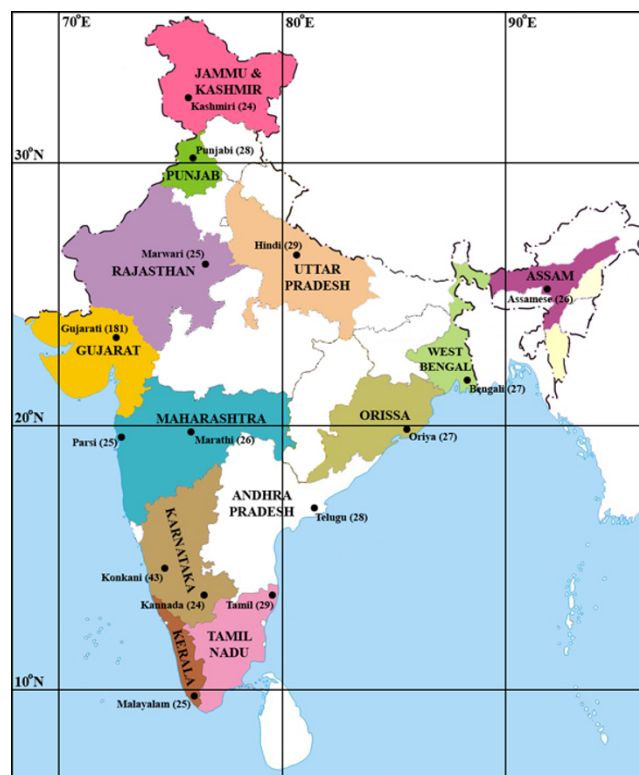 70°E
80°E
90°E
JAMMU &
KASHMIR
Kashmiri (24)
Punjabi (28)
30°N
PUNJAB
Marwari (25)
Hindi (29)
RAJASTHAN
UTTAR
PRADESH
ASSAM
Assamese (26)
Gujarati (181)
GUJARAT
WEST
BENGAL
Bengali (27)
20°N
MAHARASHTRA
ORISSA
Parsi (25)
Marathi (26)
Oriya (27)
ANDHRA
PRADESH
Telugu (28)
KARNATAKA
Konkani (43)
Kannada (24)
Tamil (29)
TAMIL
NADU
KERALA
10°N
Malayalam (25)